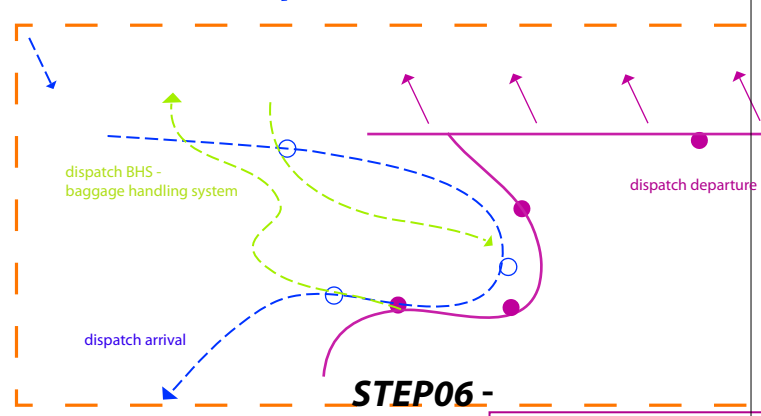 dispatch BHS -
baggage handling system
dispatch departure
dispatch arrival
STEP06 -